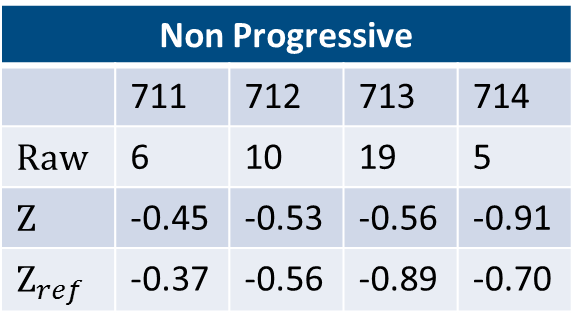 Non Progressive
711 712 713 714
Raw 6 10 19 5
Z -0.45 -0.53 -0.56 -0.91
Zref -0.37 -0.56 -0.89 -0.70